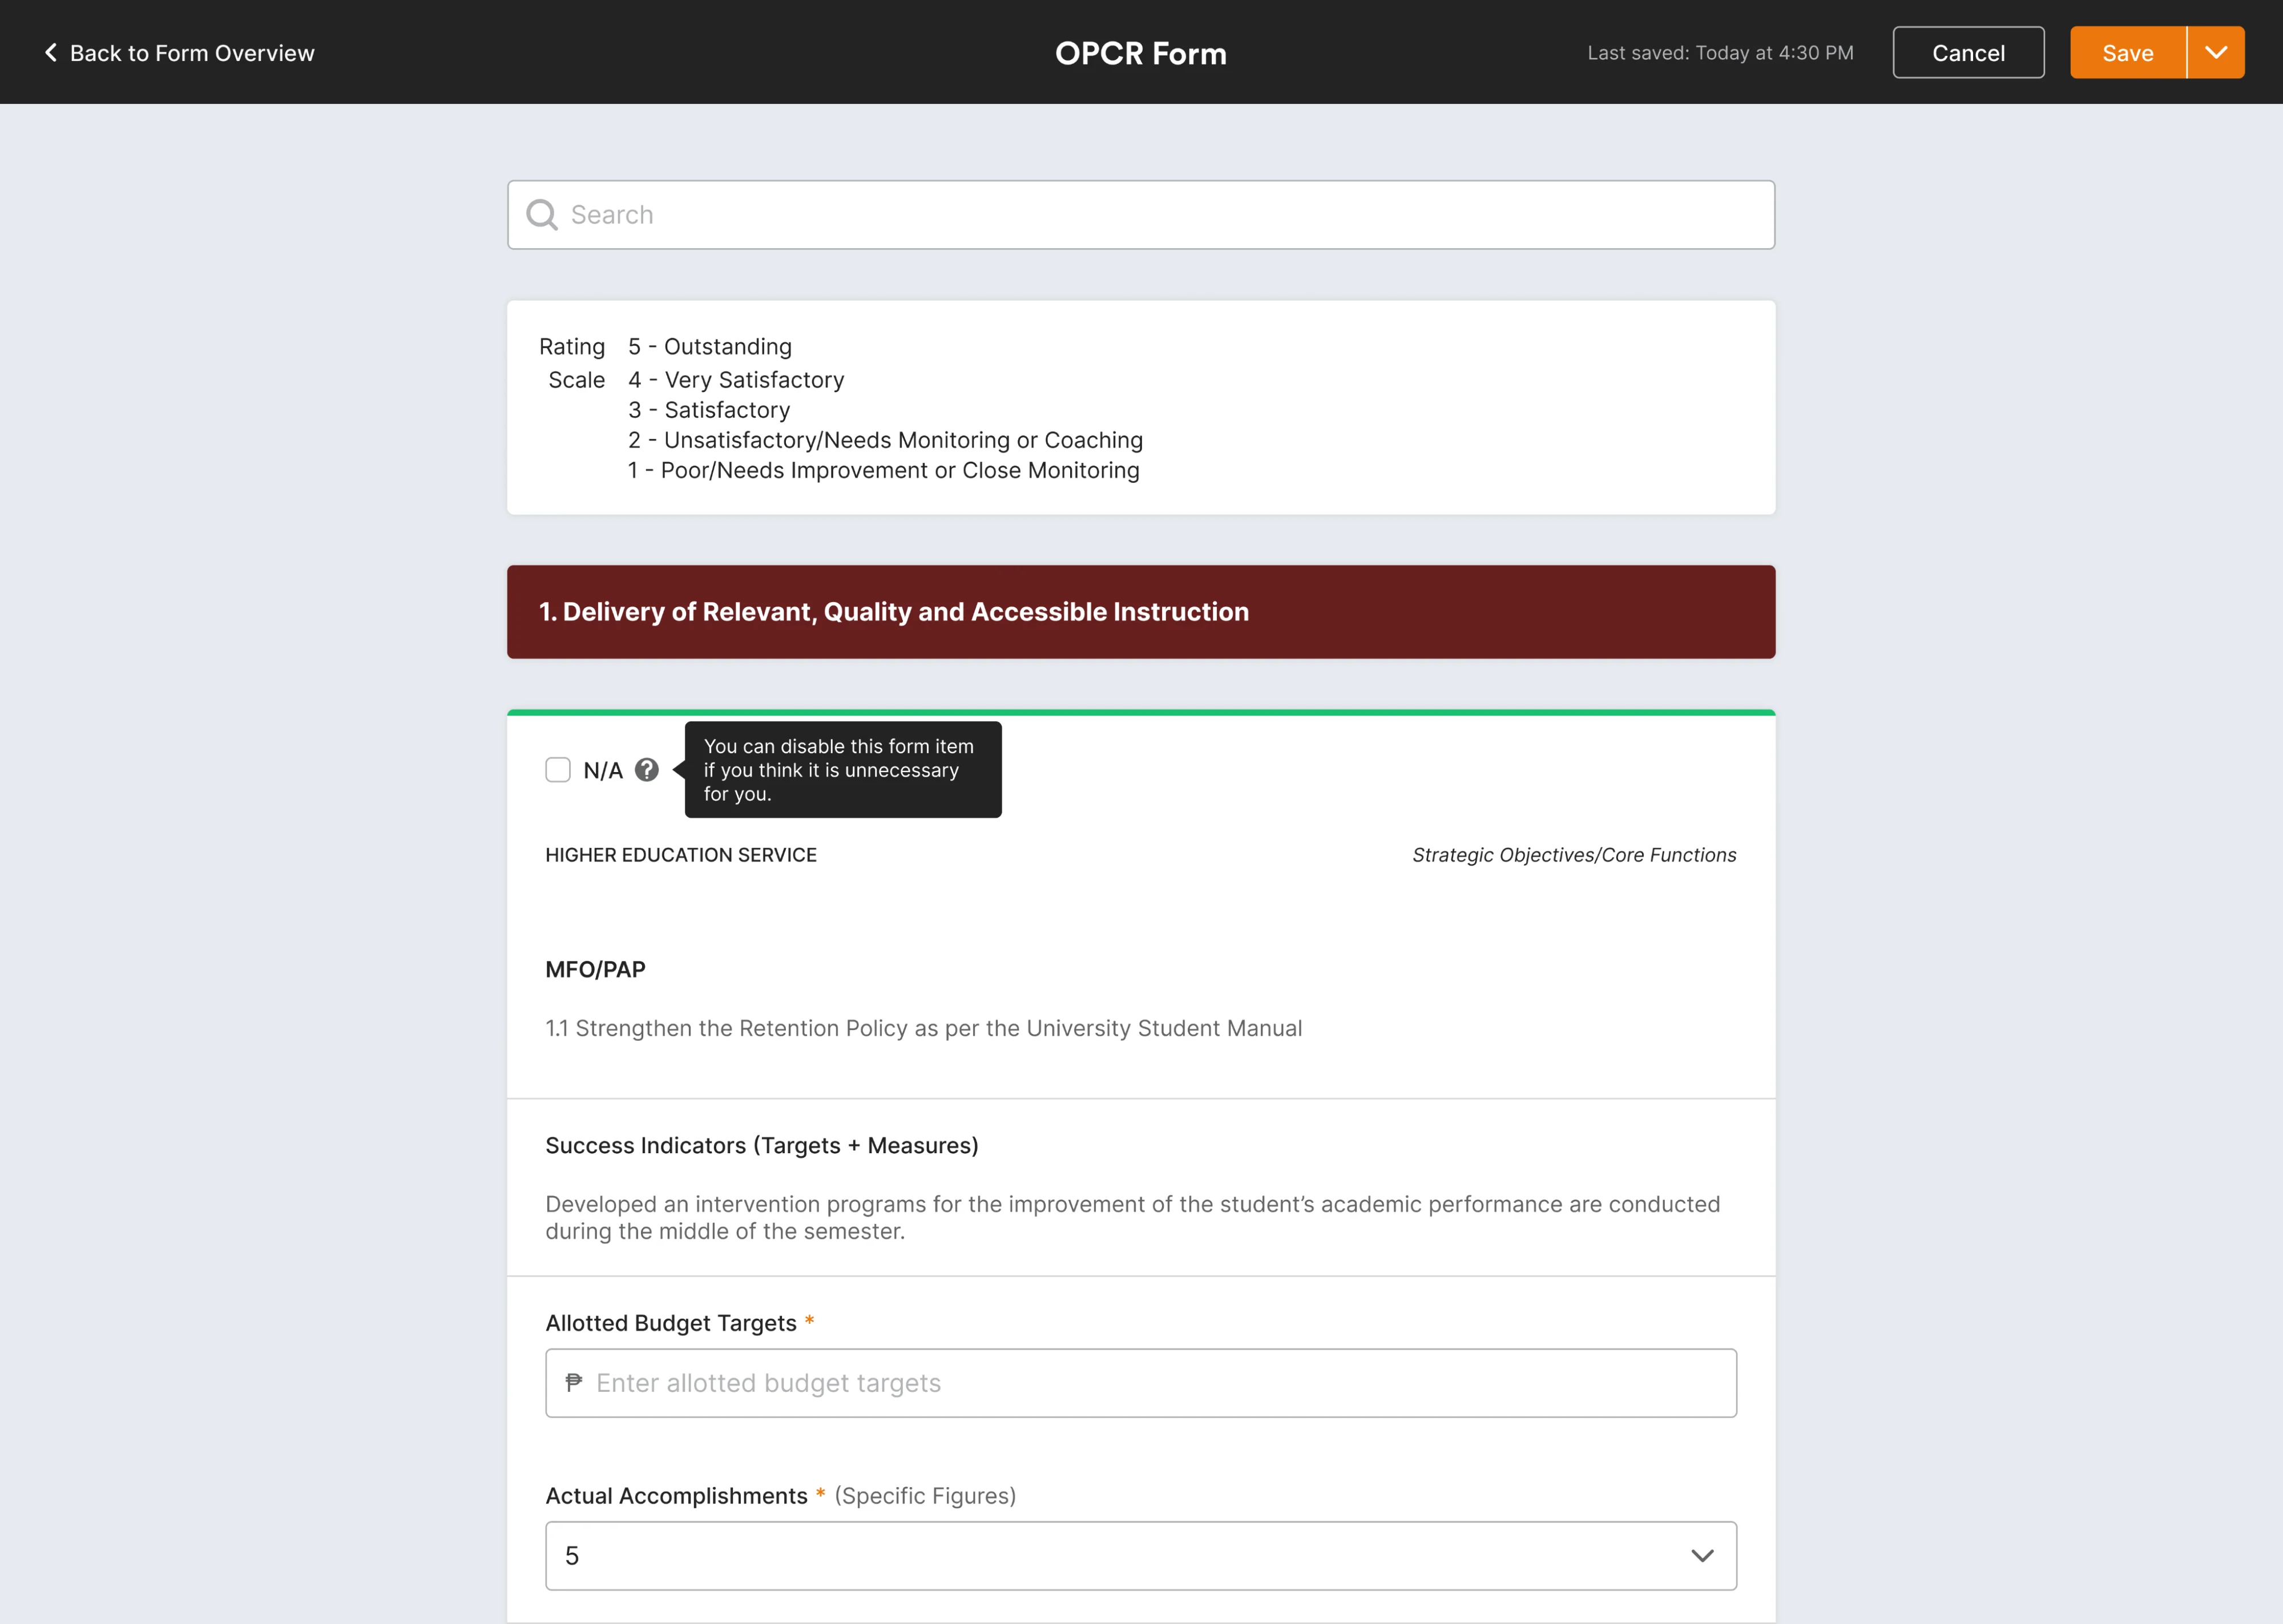 Back to Form Overview
OPCR Form
Last saved: Today at 4:30 PM
Cancel
Save
Search
Rating 5 - Outstanding
Scale 4 - Very Satisfactory
3 - Satisfactory
2 - Unsatisfactory/Needs Monitoring or Coaching
1 - Poor/Needs Improvement or Close Monitoring
1. Delivery of Relevant, Quality and Accessible Instruction
N/A ?
You can disable this form item
if you think it is unnecessary
for you.
HIGHER EDUCATION SERVICE
Strategic Objectives/Core Functions
MFO/PAP
1.1 Strengthen the Retention Policy as per the University Student Manual
Success Indicators (Targets + Measures)
Developed an intervention programs for the improvement of the student’s academic performance are conducted
during the middle of the semester.
Allotted Budget Targets *
₱ Enter allotted budget targets
Actual Accomplishments * (Specific Figures)
5